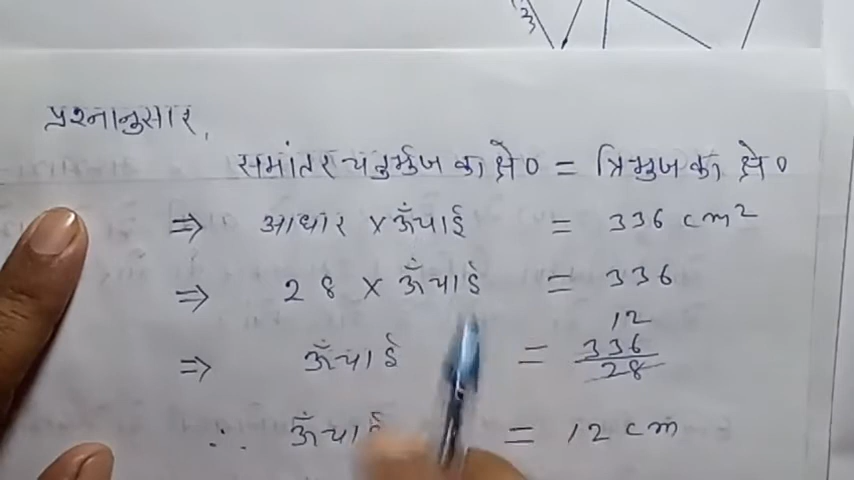 प्रश्नानुसार,
समांतर चतुर्भुज का क्षे० = त्रिभुज का क्षे०
⇒ आधार × ऊँचाई = 336 cm²
⇒ 28 × ऊँचाई = 336
12
⇒ ऊँचाई = 336/28
∴ ऊँचाई = 12 cm